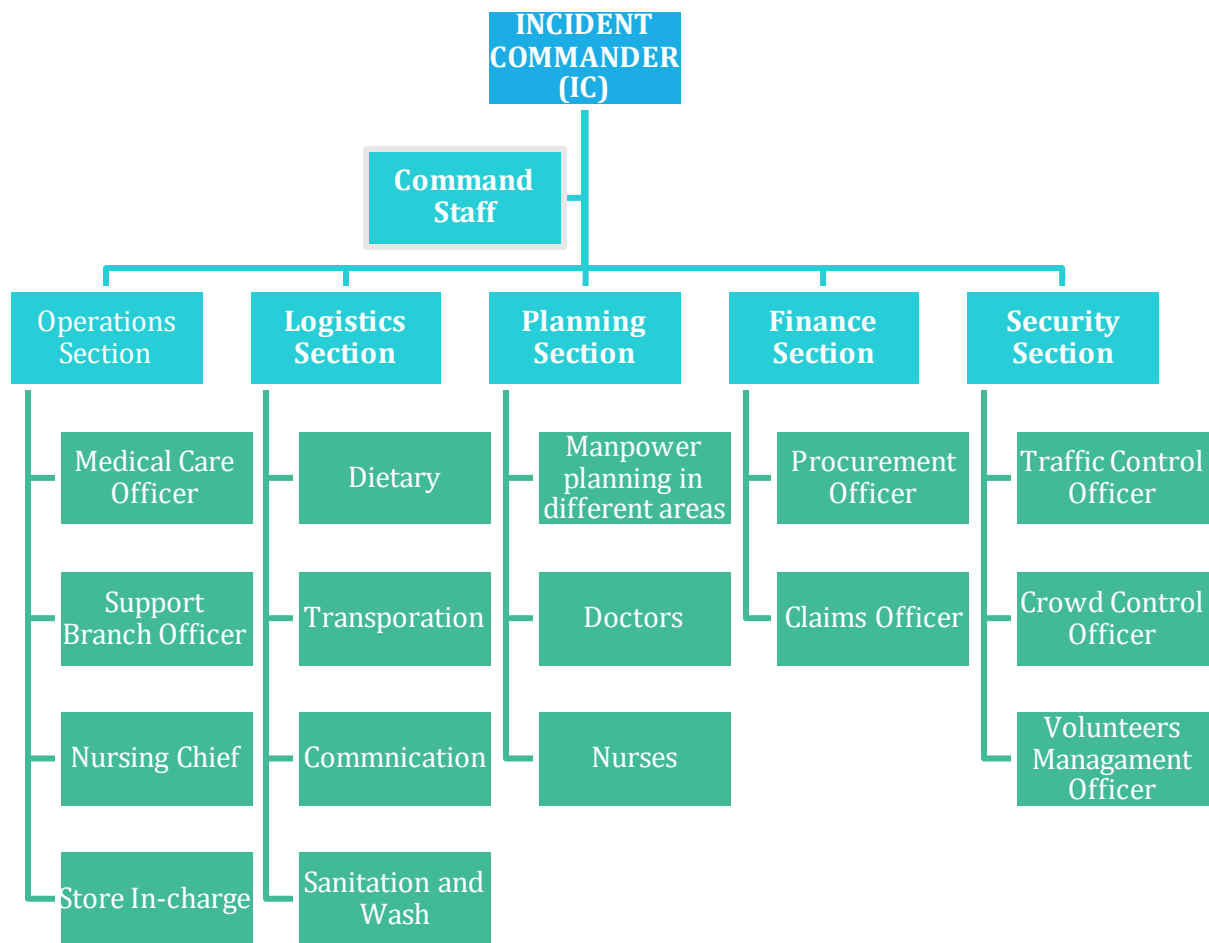 INCIDENT
COMMANDER
(IC)
Command
Staff
Operations
Section
Logistics
Section
Planning
Section
Finance
Section
Security
Section
Medical Care
Officer
Support
Branch Officer
Nursing Chief
Store In-charge
Dietary
Transporation
Commnication
Sanitation and
Wash
Manpower
planning in
different areas
Doctors
Nurses
Procurement
Officer
Claims Officer
Traffic Control
Officer
Crowd Control
Officer
Volunteers
Managament
Officer